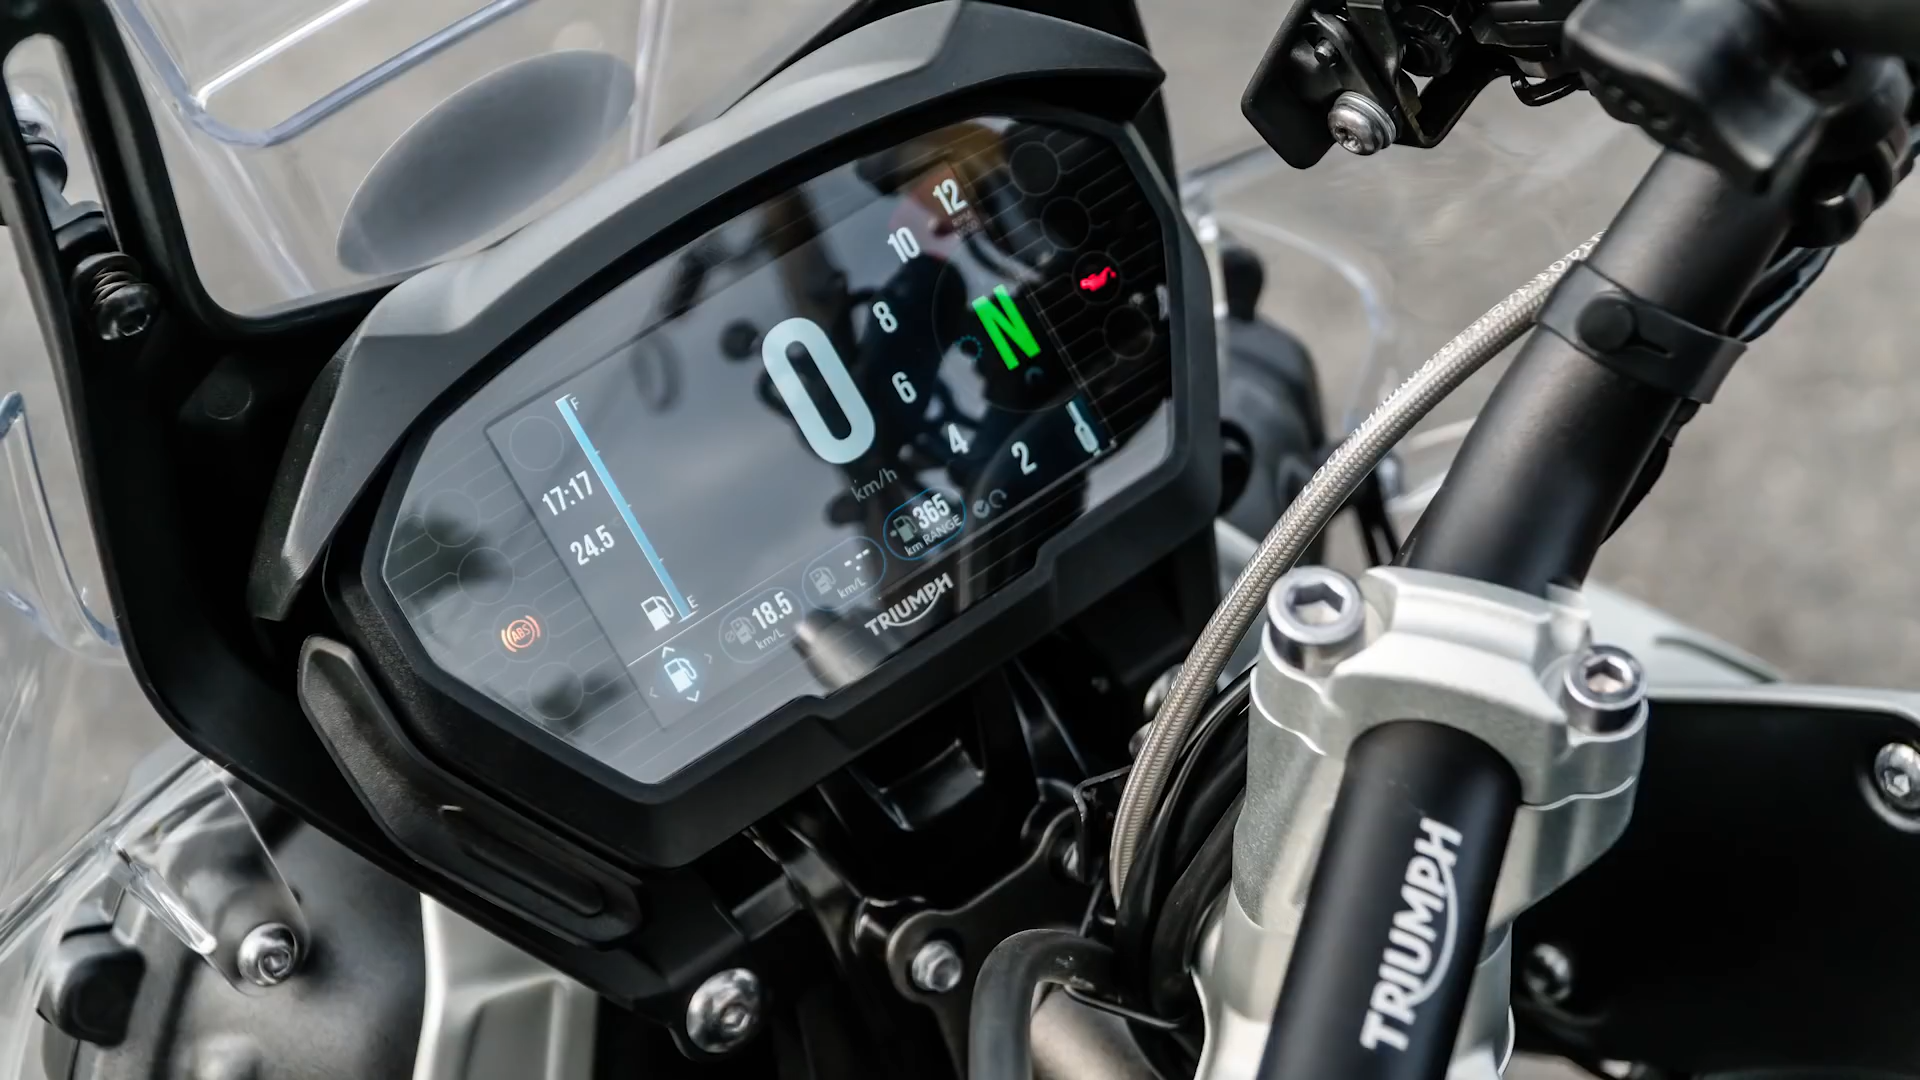 12
10
8
6
4
2
0
km/h
N
F
17:17
24.5
E
ABS
18.5
km/L
-.-
km/L
365
km RANGE
TRIUMPH
TRIUMPH